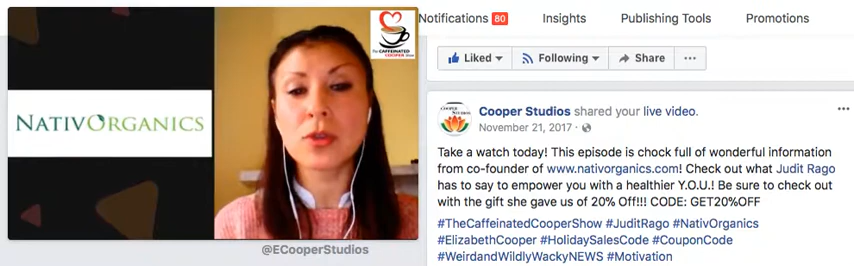 Notifications 80 Insights Publishing Tools Promotions
NATIVORGANICS
The
CAFFEINATED
COOPER Show
@ECooperStudios
Liked Following Share ...
Cooper Studios shared your live video.
November 21, 2017 ·
Take a watch today! This episode is chock full of wonderful information
from co-founder of www.nativorganics.com! Check out what Judit Rago
has to say to empower you with a healthier Y.O.U.! Be sure to check out
with the gift she gave us of 20% Off!!! CODE: GET20%OFF
#TheCaffeinatedCooperShow #JuditRago #NativOrganics
#ElizabethCooper #HolidaySalesCode #CouponCode
#WeirdandWildlyWackyNEWS #Motivation